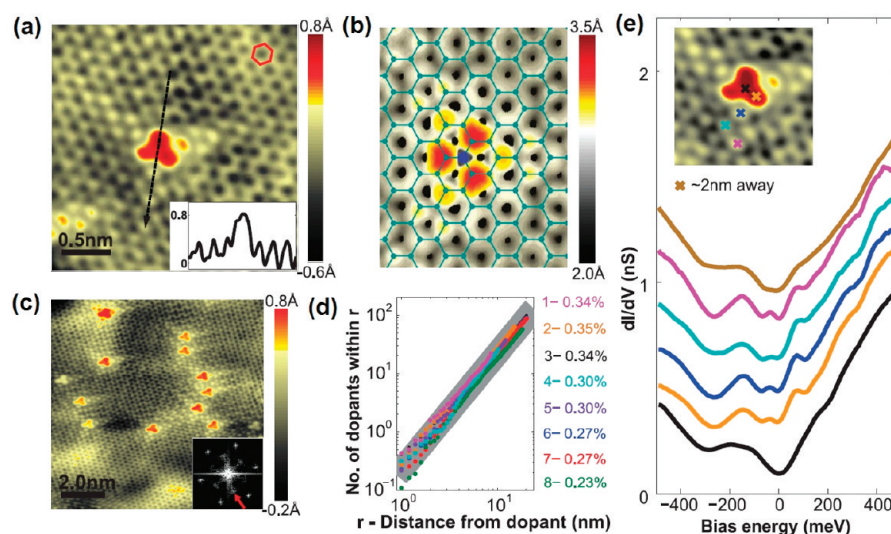 (a)
0.8Å
0.5nm
0.8
0
-0.6Å
(b)
3.5Å
2.0Å
(c)
0.8Å
2.0nm
-0.2Å
(d)
No. of dopants within r
10²
10¹
10⁰
10⁻¹
10⁰
10¹
r - Distance from dopant (nm)
1– 0.34%
2– 0.35%
3– 0.34%
4– 0.30%
5– 0.30%
6– 0.27%
7– 0.27%
8– 0.23%
(e)
dI/dV (nS)
2
1
0
~2nm away
−400 −200 0 200 400
Bias energy (meV)